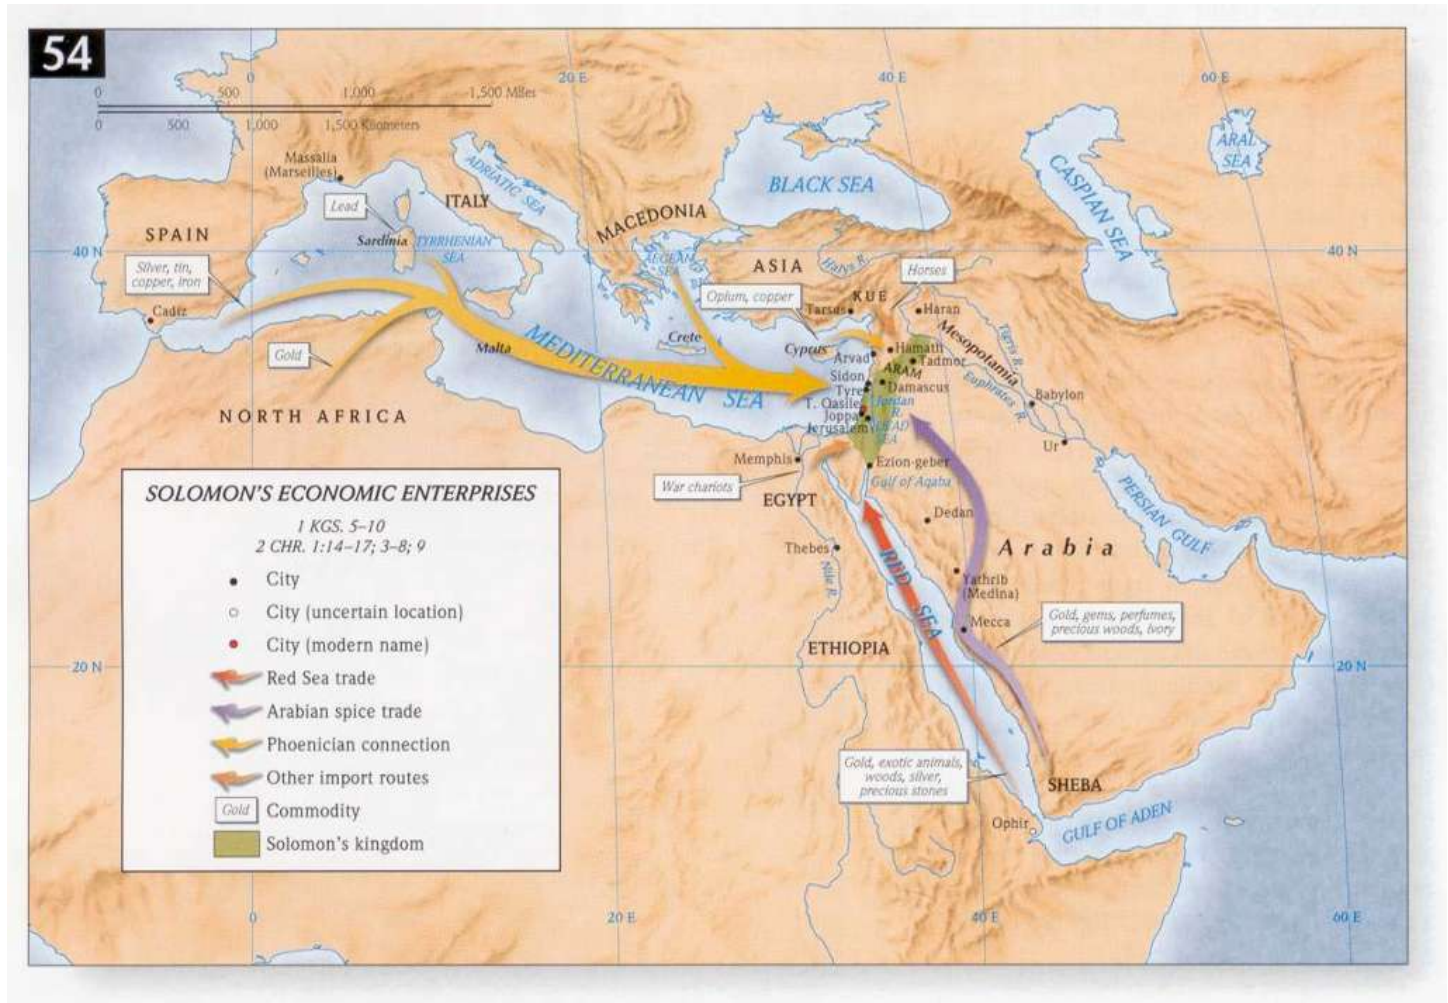 54
0
20 E
40 E
60 E
0
500
1,000
1,500 Miles
0
500
1,000
1,500 Kilometers
Massalia
(Marseilles)
ADRIATIC SEA
ITALY
Lead
Sardinia
TYRRHENIAN
SEA
SPAIN
40 N
Silver, tin,
copper, iron
Cadiz
Gold
NORTH AFRICA
MACEDONIA
AEGEAN
SEA
BLACK SEA
CASPIAN SEA
ARAL
SEA
40 N
ASIA
Halys R.
Horses
Opium, copper
KUE
Tarsus
Haran
Mesopotamia
Tigris R.
Euphrates R.
Malta
MEDITERRANEAN SEA
Crete
Cyprus
Arvad
Hamath
Tadmor
ARAM
Sidon
Damascus
Tyre
T. Qasile
Jordan
R.
Joppa
Jerusalem
DEAD
SEA
Babylon
Ur
Memphis
Ezion-geber
Gulf of Aqaba
War chariots
EGYPT
PERSIAN GULF
Dedan
Arabia
Thebes
Nile R.
RED SEA
Yathrib
(Medina)
Mecca
Gold, gems, perfumes,
precious woods, ivory
ETHIOPIA
20 N
20 N
Gold, exotic animals,
woods, silver,
precious stones
SHEBA
Ophir
GULF OF ADEN
SOLOMON'S ECONOMIC ENTERPRISES
1 KGS. 5–10
2 CHR. 1:14–17; 3–8; 9
City
City (uncertain location)
City (modern name)
Red Sea trade
Arabian spice trade
Phoenician connection
Other import routes
Gold
Commodity
Solomon's kingdom
0
20 E
40 E
60 E